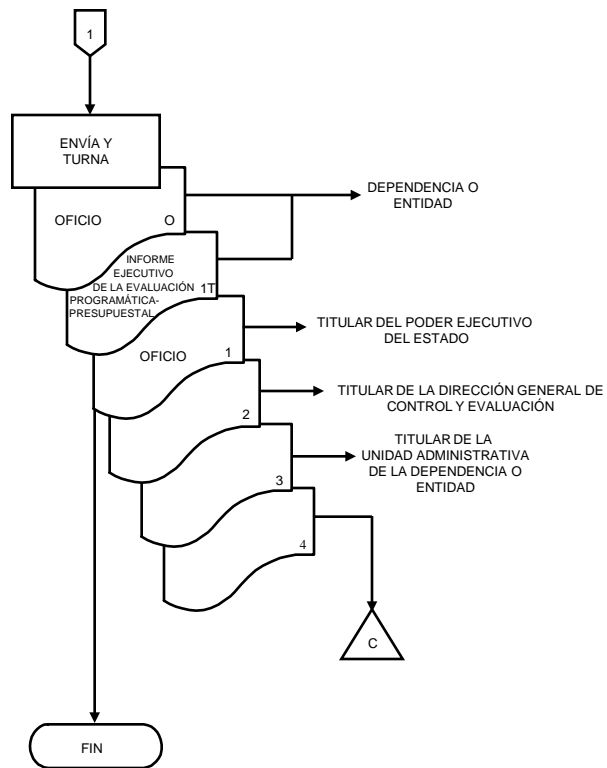 1
ENVÍA Y
TURNA
OFICIO
O
DEPENDENCIA O
ENTIDAD
INFORME
EJECUTIVO
DE LA EVALUACIÓN
PROGRAMÁTICA-
PRESUPUESTAL
1T
OFICIO
1
TITULAR DEL PODER EJECUTIVO
DEL ESTADO
2
TITULAR DE LA DIRECCIÓN GENERAL DE
CONTROL Y EVALUACIÓN
3
TITULAR DE LA
UNIDAD ADMINISTRATIVA
DE LA DEPENDENCIA O
ENTIDAD
4
C
FIN